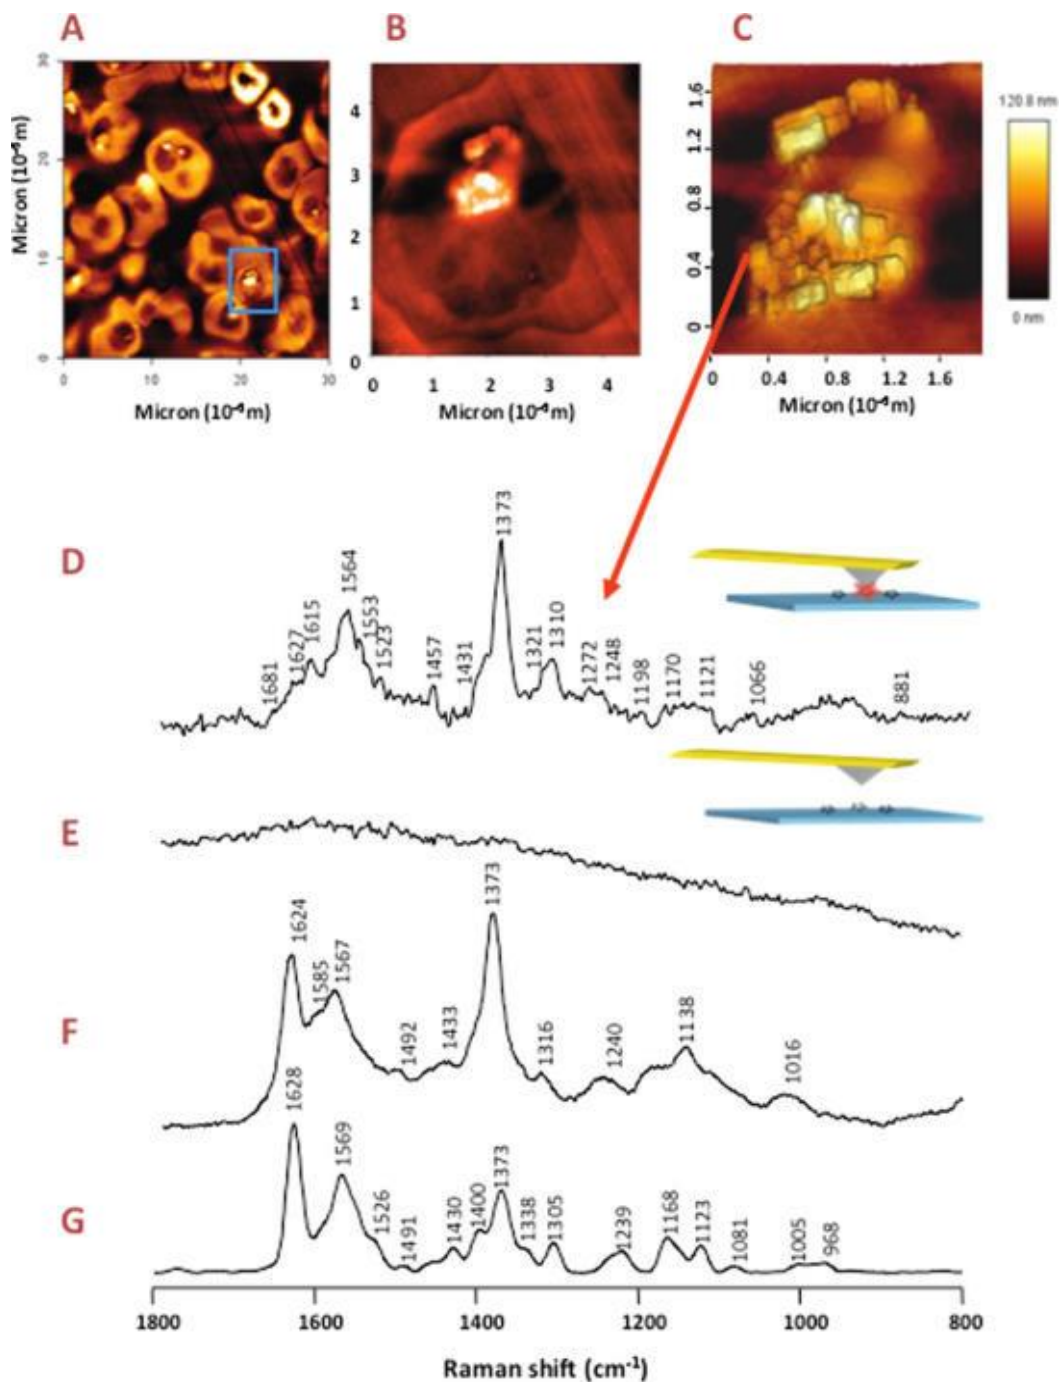 A
B
C
30
20
10
0
Micron (10⁻⁶m)
0 10 20 30
Micron (10⁻⁶m)
4
3
2
1
0
0 1 2 3 4
Micron (10⁻⁶m)
1.6
1.2
0.8
0.4
0
0 0.4 0.8 1.2 1.6
Micron (10⁻⁶m)
120.8 nm
0 nm
D
1681 1627 1615 1564 1553 1523 1457 1431 1373 1321 1310 1272 1248 1198 1170 1121 1066 881
E
F
1624 1585 1567 1492 1433 1373 1316 1240 1138 1016
G
1628 1569 1526 1491 1430 1400 1373 1338 1305 1239 1168 1123 1081 1005 968
1800 1600 1400 1200 1000 800
Raman shift (cm⁻¹)